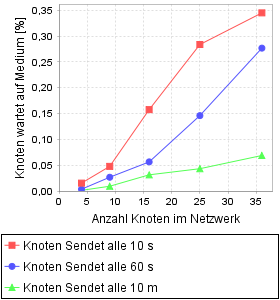 Knoten wartet auf Medium [%]
0,35
0,30
0,25
0,20
0,15
0,10
0,05
0,00
0 5 10 15 20 25 30 35
Anzahl Knoten im Netzwerk
Knoten Sendet alle 10 s
Knoten Sendet alle 60 s
Knoten Sendet alle 10 m